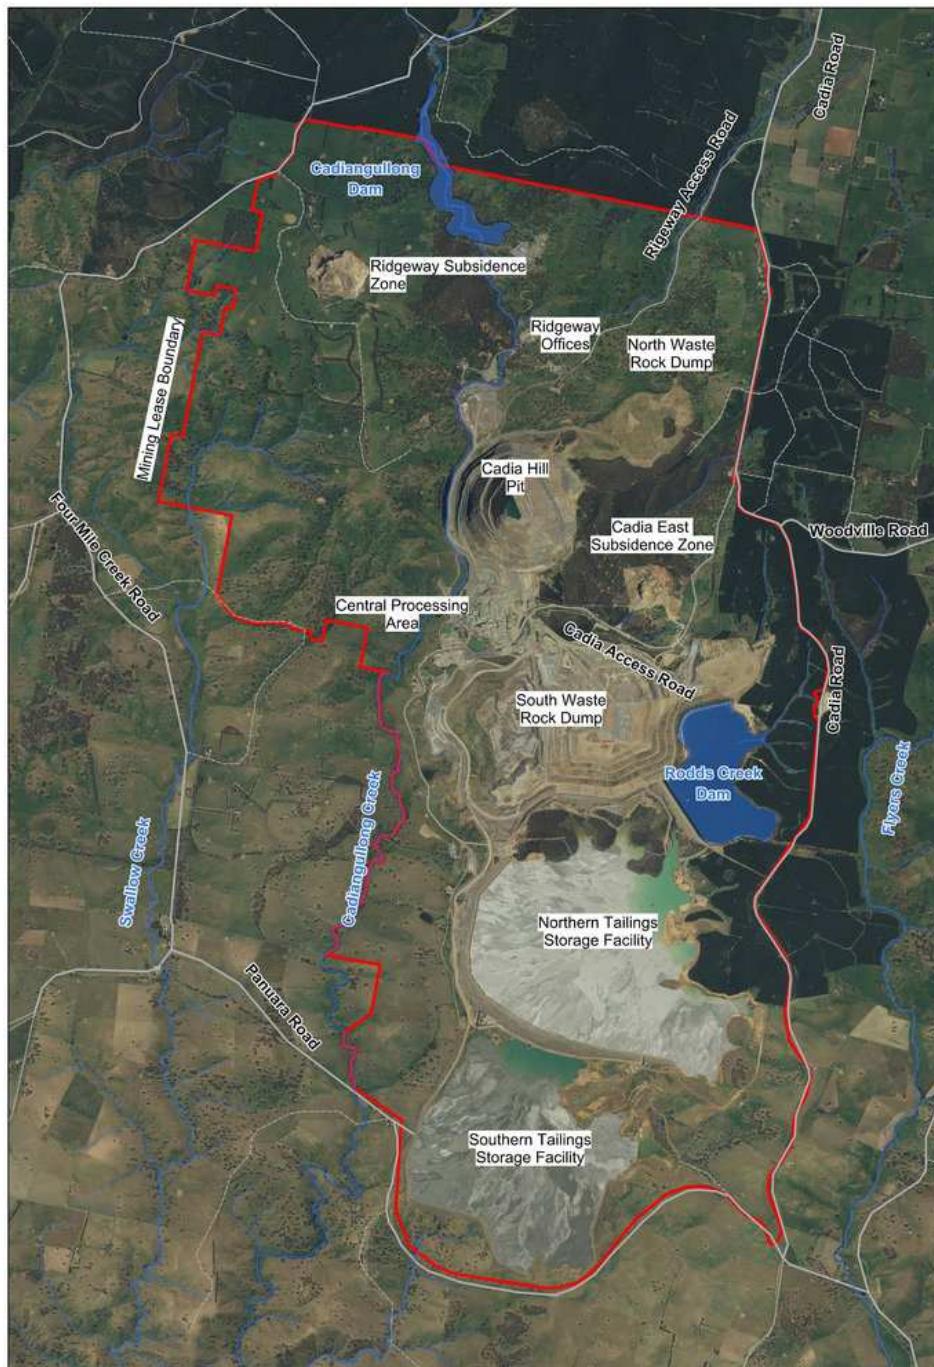 Cadia Road
Rigeway Access Road
Cadiangullong
Dam
Ridgeway Subsidence
Zone
Ridgeway
Offices
North Waste
Rock Dump
Mining Lease Boundary
Cadia Hill
Pit
Four Mile Creek Road
Cadia East
Subsidence Zone
Woodville Road
Central Processing
Area
Cadia Access Road
Cadia Road
South Waste
Rock Dump
Rodds Creek
Dam
Flyers Creek
Swallow Creek
Cadiangullong Creek
Northern Tailings
Storage Facility
Panuara Road
Southern Tailings
Storage Facility